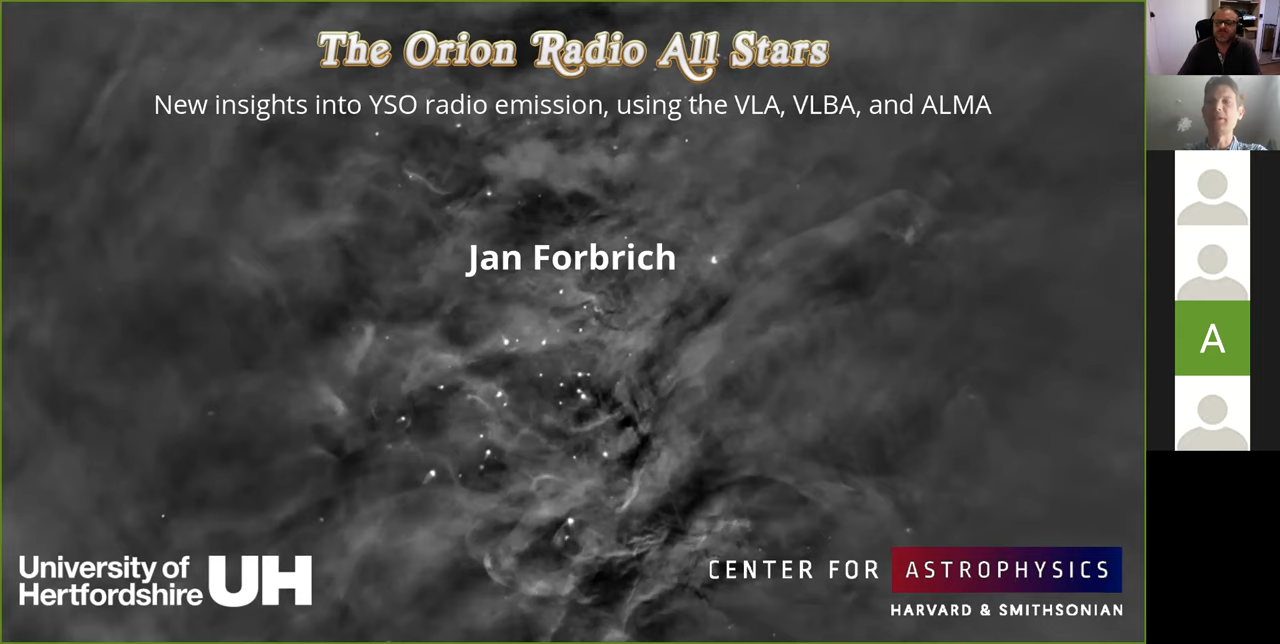 The Orion Radio All Stars
New insights into YSO radio emission, using the VLA, VLBA, and ALMA
Jan Forbrich
University of
Hertfordshire UH
CENTER FOR ASTROPHYSICS
HARVARD & SMITHSONIAN
A